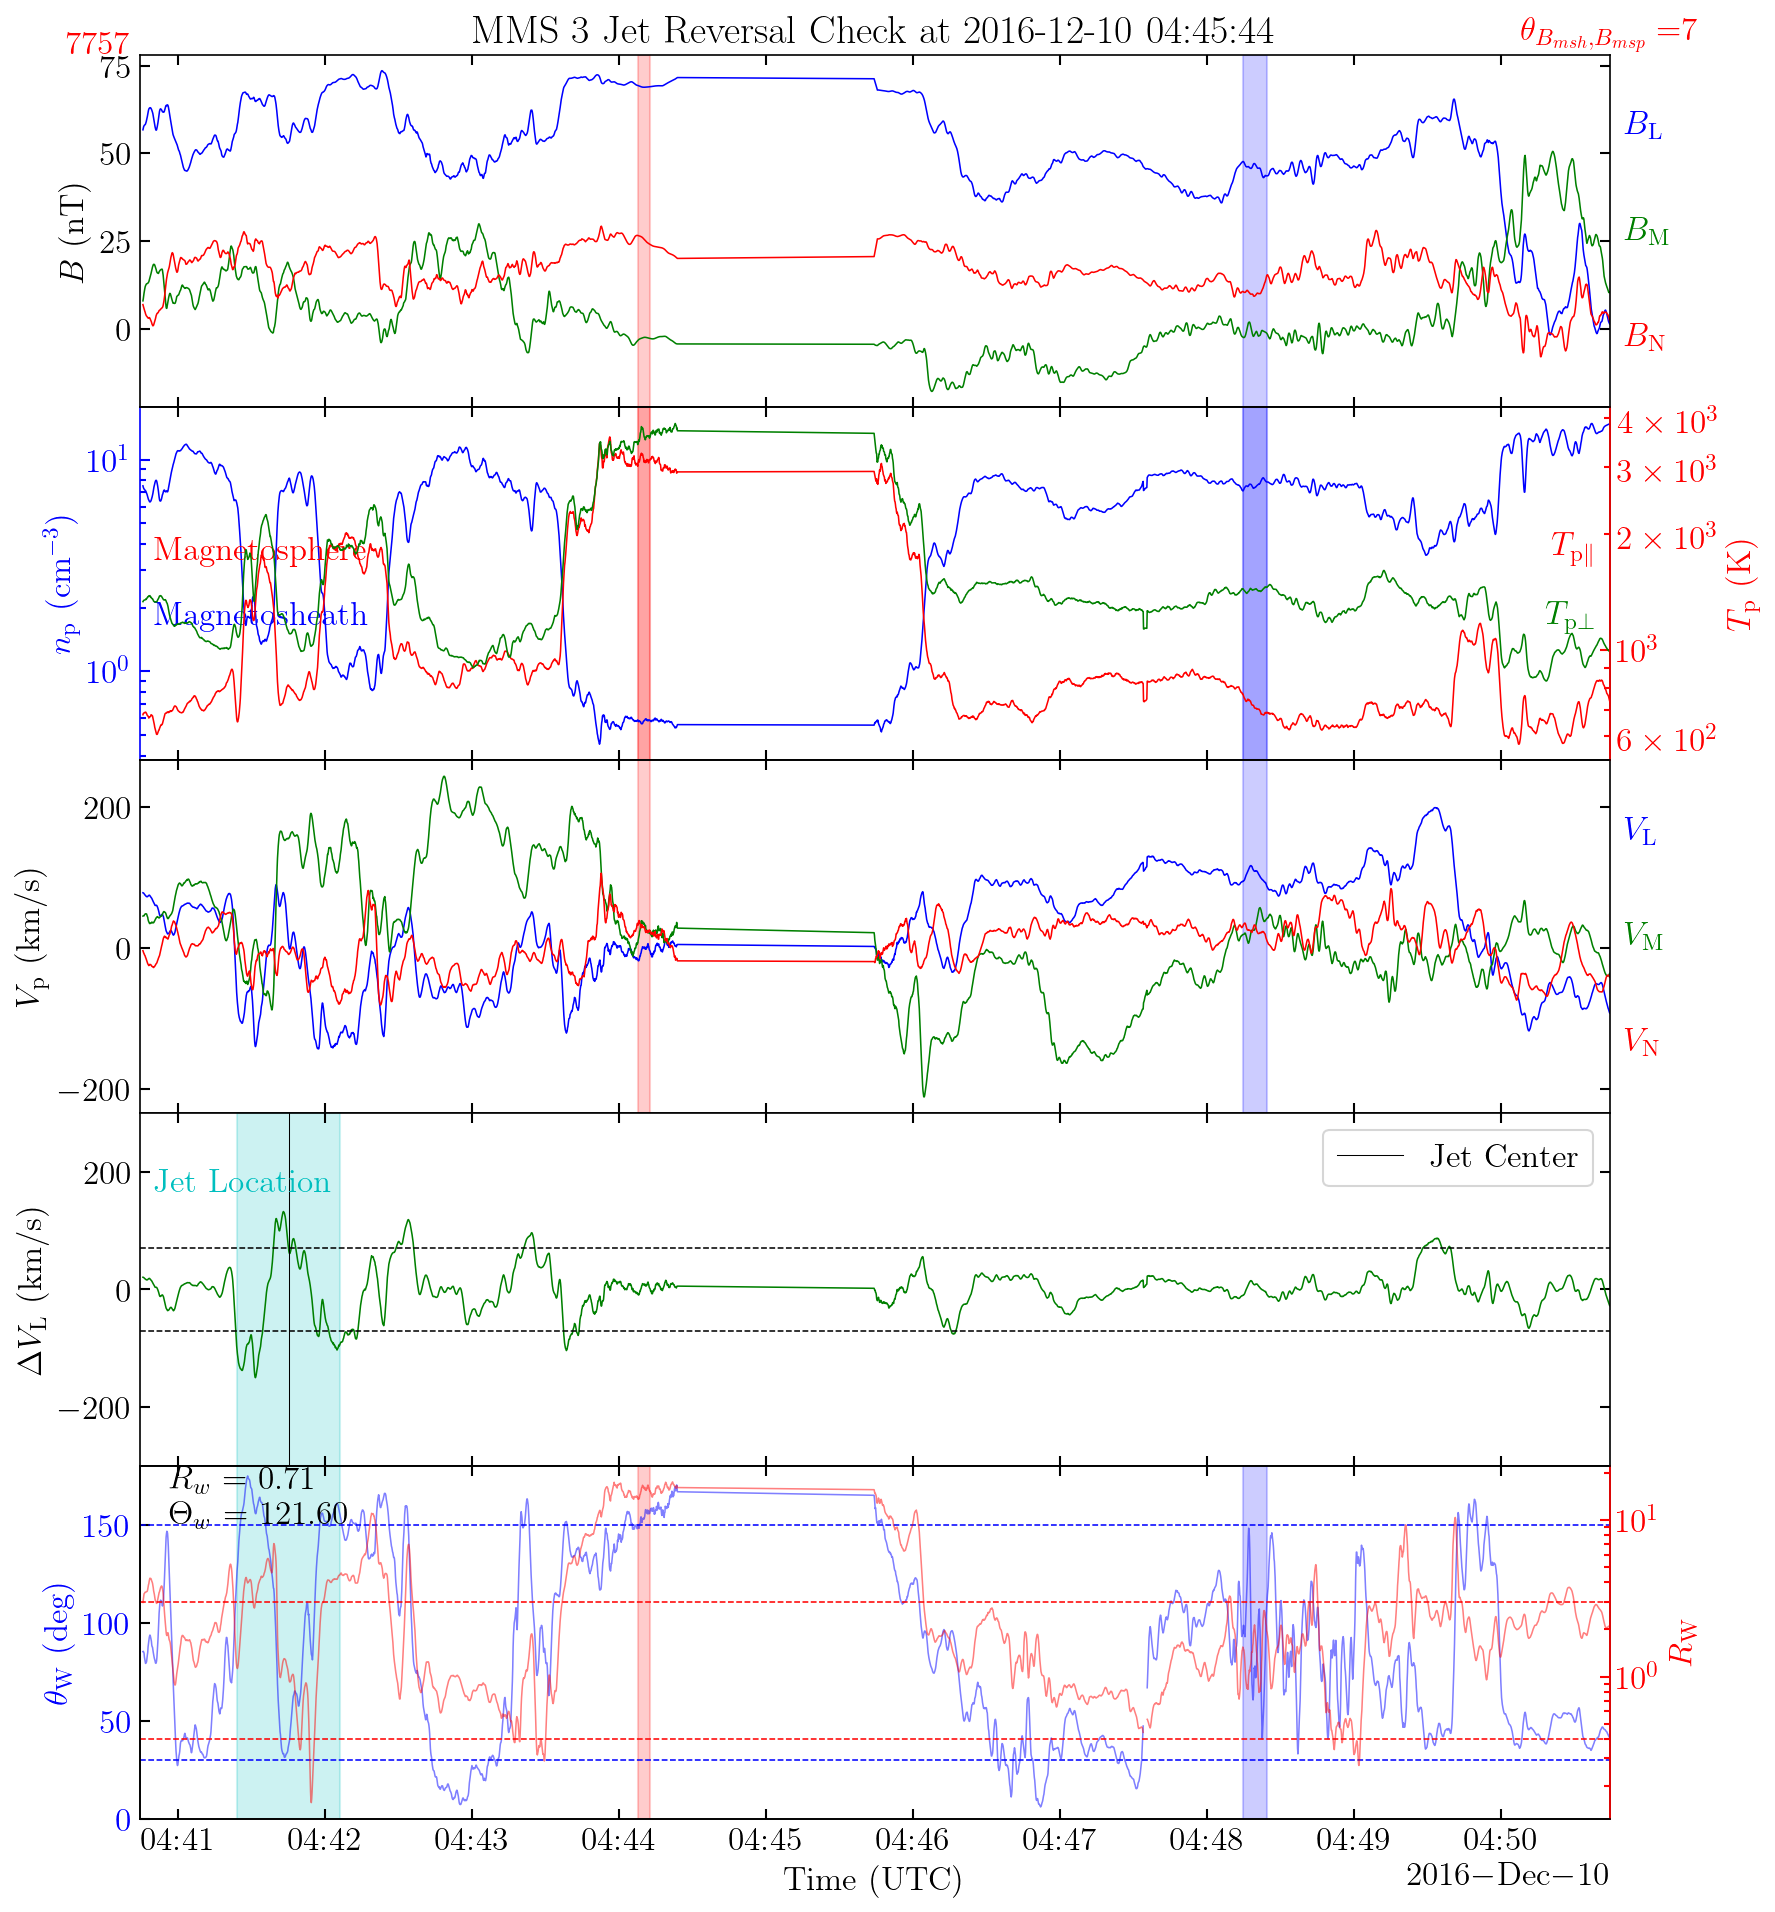 MMS 3 Jet Reversal Check at 2016-12-10 04:45:44
7757
θ_{B_{msh},B_{msp}} =7
75
50
25
0
B (nT)
B_L
B_M
B_N
10^1
10^0
n_p (cm^{−3})
Magnetosphere
Magnetosheath
T_{p∥}
T_{p⊥}
4 × 10^3
3 × 10^3
2 × 10^3
10^3
6 × 10^2
T_p (K)
200
0
−200
V_p (km/s)
V_L
V_M
V_N
200
0
−200
ΔV_L (km/s)
Jet Location
Jet Center
R_w = 0.71
Θ_w = 121.60
150
100
50
0
θ_W (deg)
10^1
10^0
R_W
04:41 04:42 04:43 04:44 04:45 04:46 04:47 04:48 04:49 04:50
Time (UTC)
2016−Dec−10